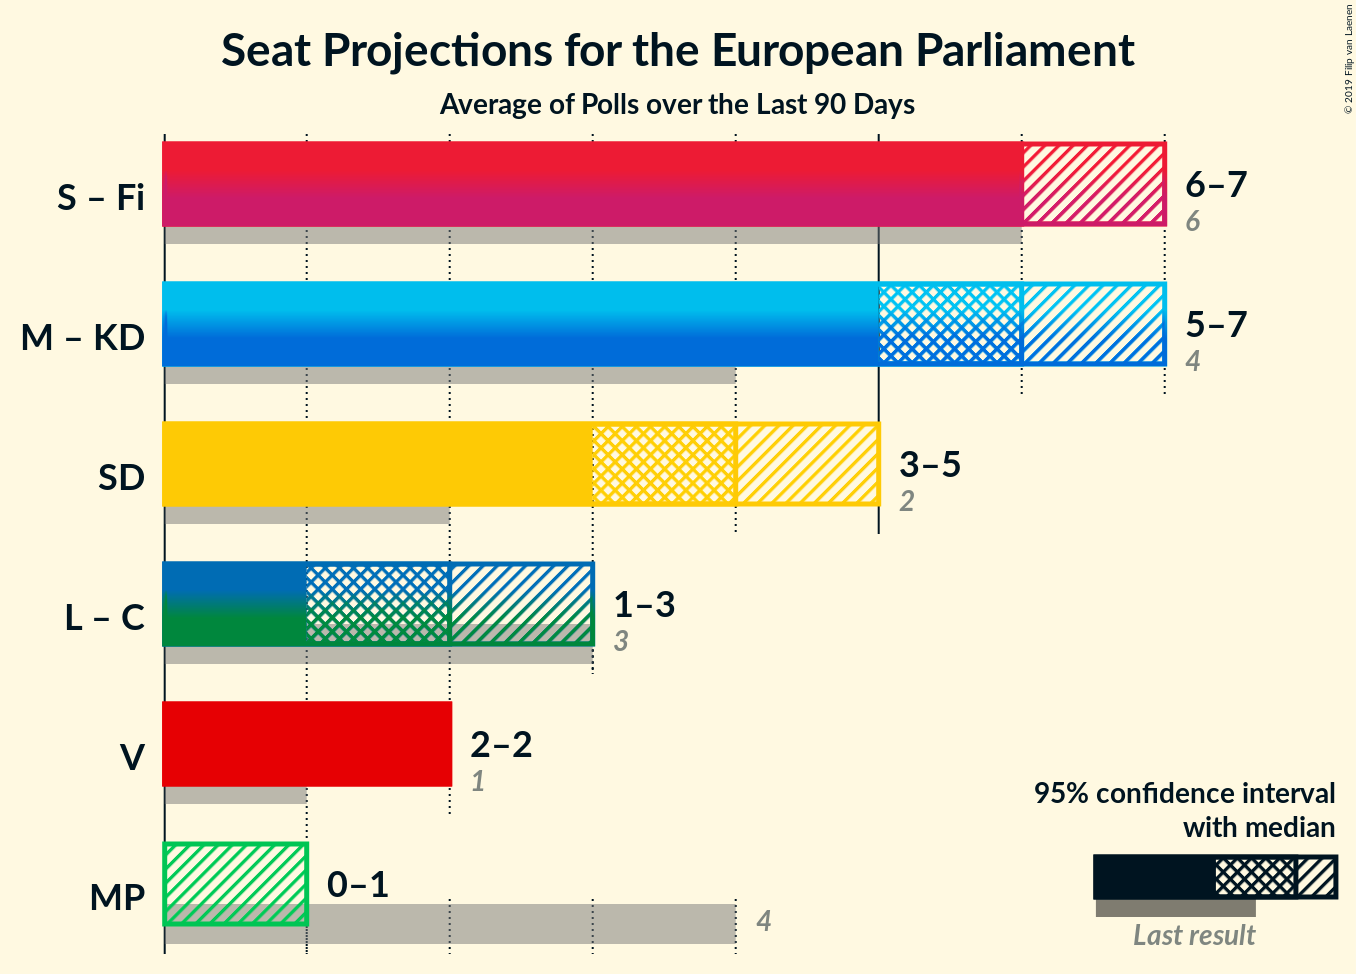 Seat Projections for the European Parliament
Average of Polls over the Last 90 Days
© 2019 Filip van Laenen
S – Fi
6–7
6
M – KD
5–7
4
SD
3–5
2
L – C
1–3
3
V
2–2
1
MP
0–1
4
95% confidence interval
with median
Last result